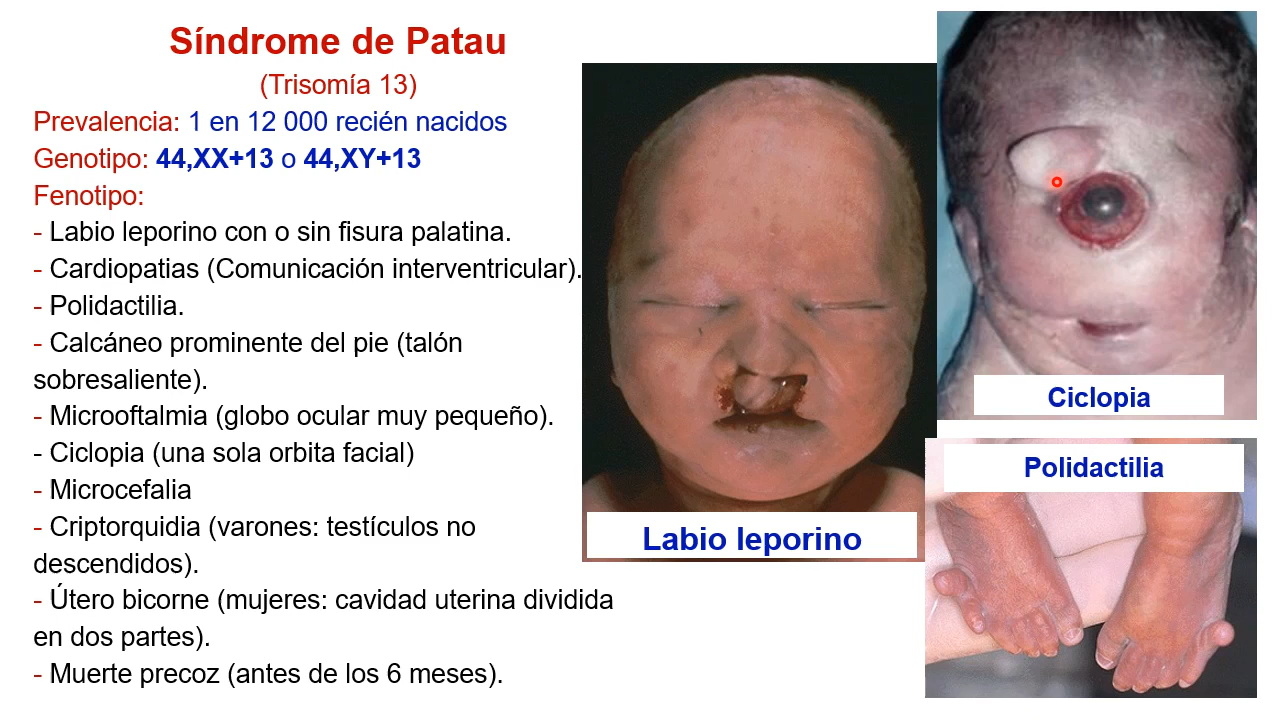 Síndrome de Patau
(Trisomía 13)
Prevalencia: 1 en 12 000 recién nacidos
Genotipo: 44,XX+13 o 44,XY+13
Fenotipo:
- Labio leporino con o sin fisura palatina.
- Cardiopatias (Comunicación interventricular).
- Polidactilia.
- Calcáneo prominente del pie (talón
sobresaliente).
- Microoftalmia (globo ocular muy pequeño).
- Ciclopia (una sola orbita facial)
- Microcefalia
- Criptorquidia (varones: testículos no
descendidos).
- Útero bicorne (mujeres: cavidad uterina dividida
en dos partes).
- Muerte precoz (antes de los 6 meses).
Labio leporino
Ciclopia
Polidactilia